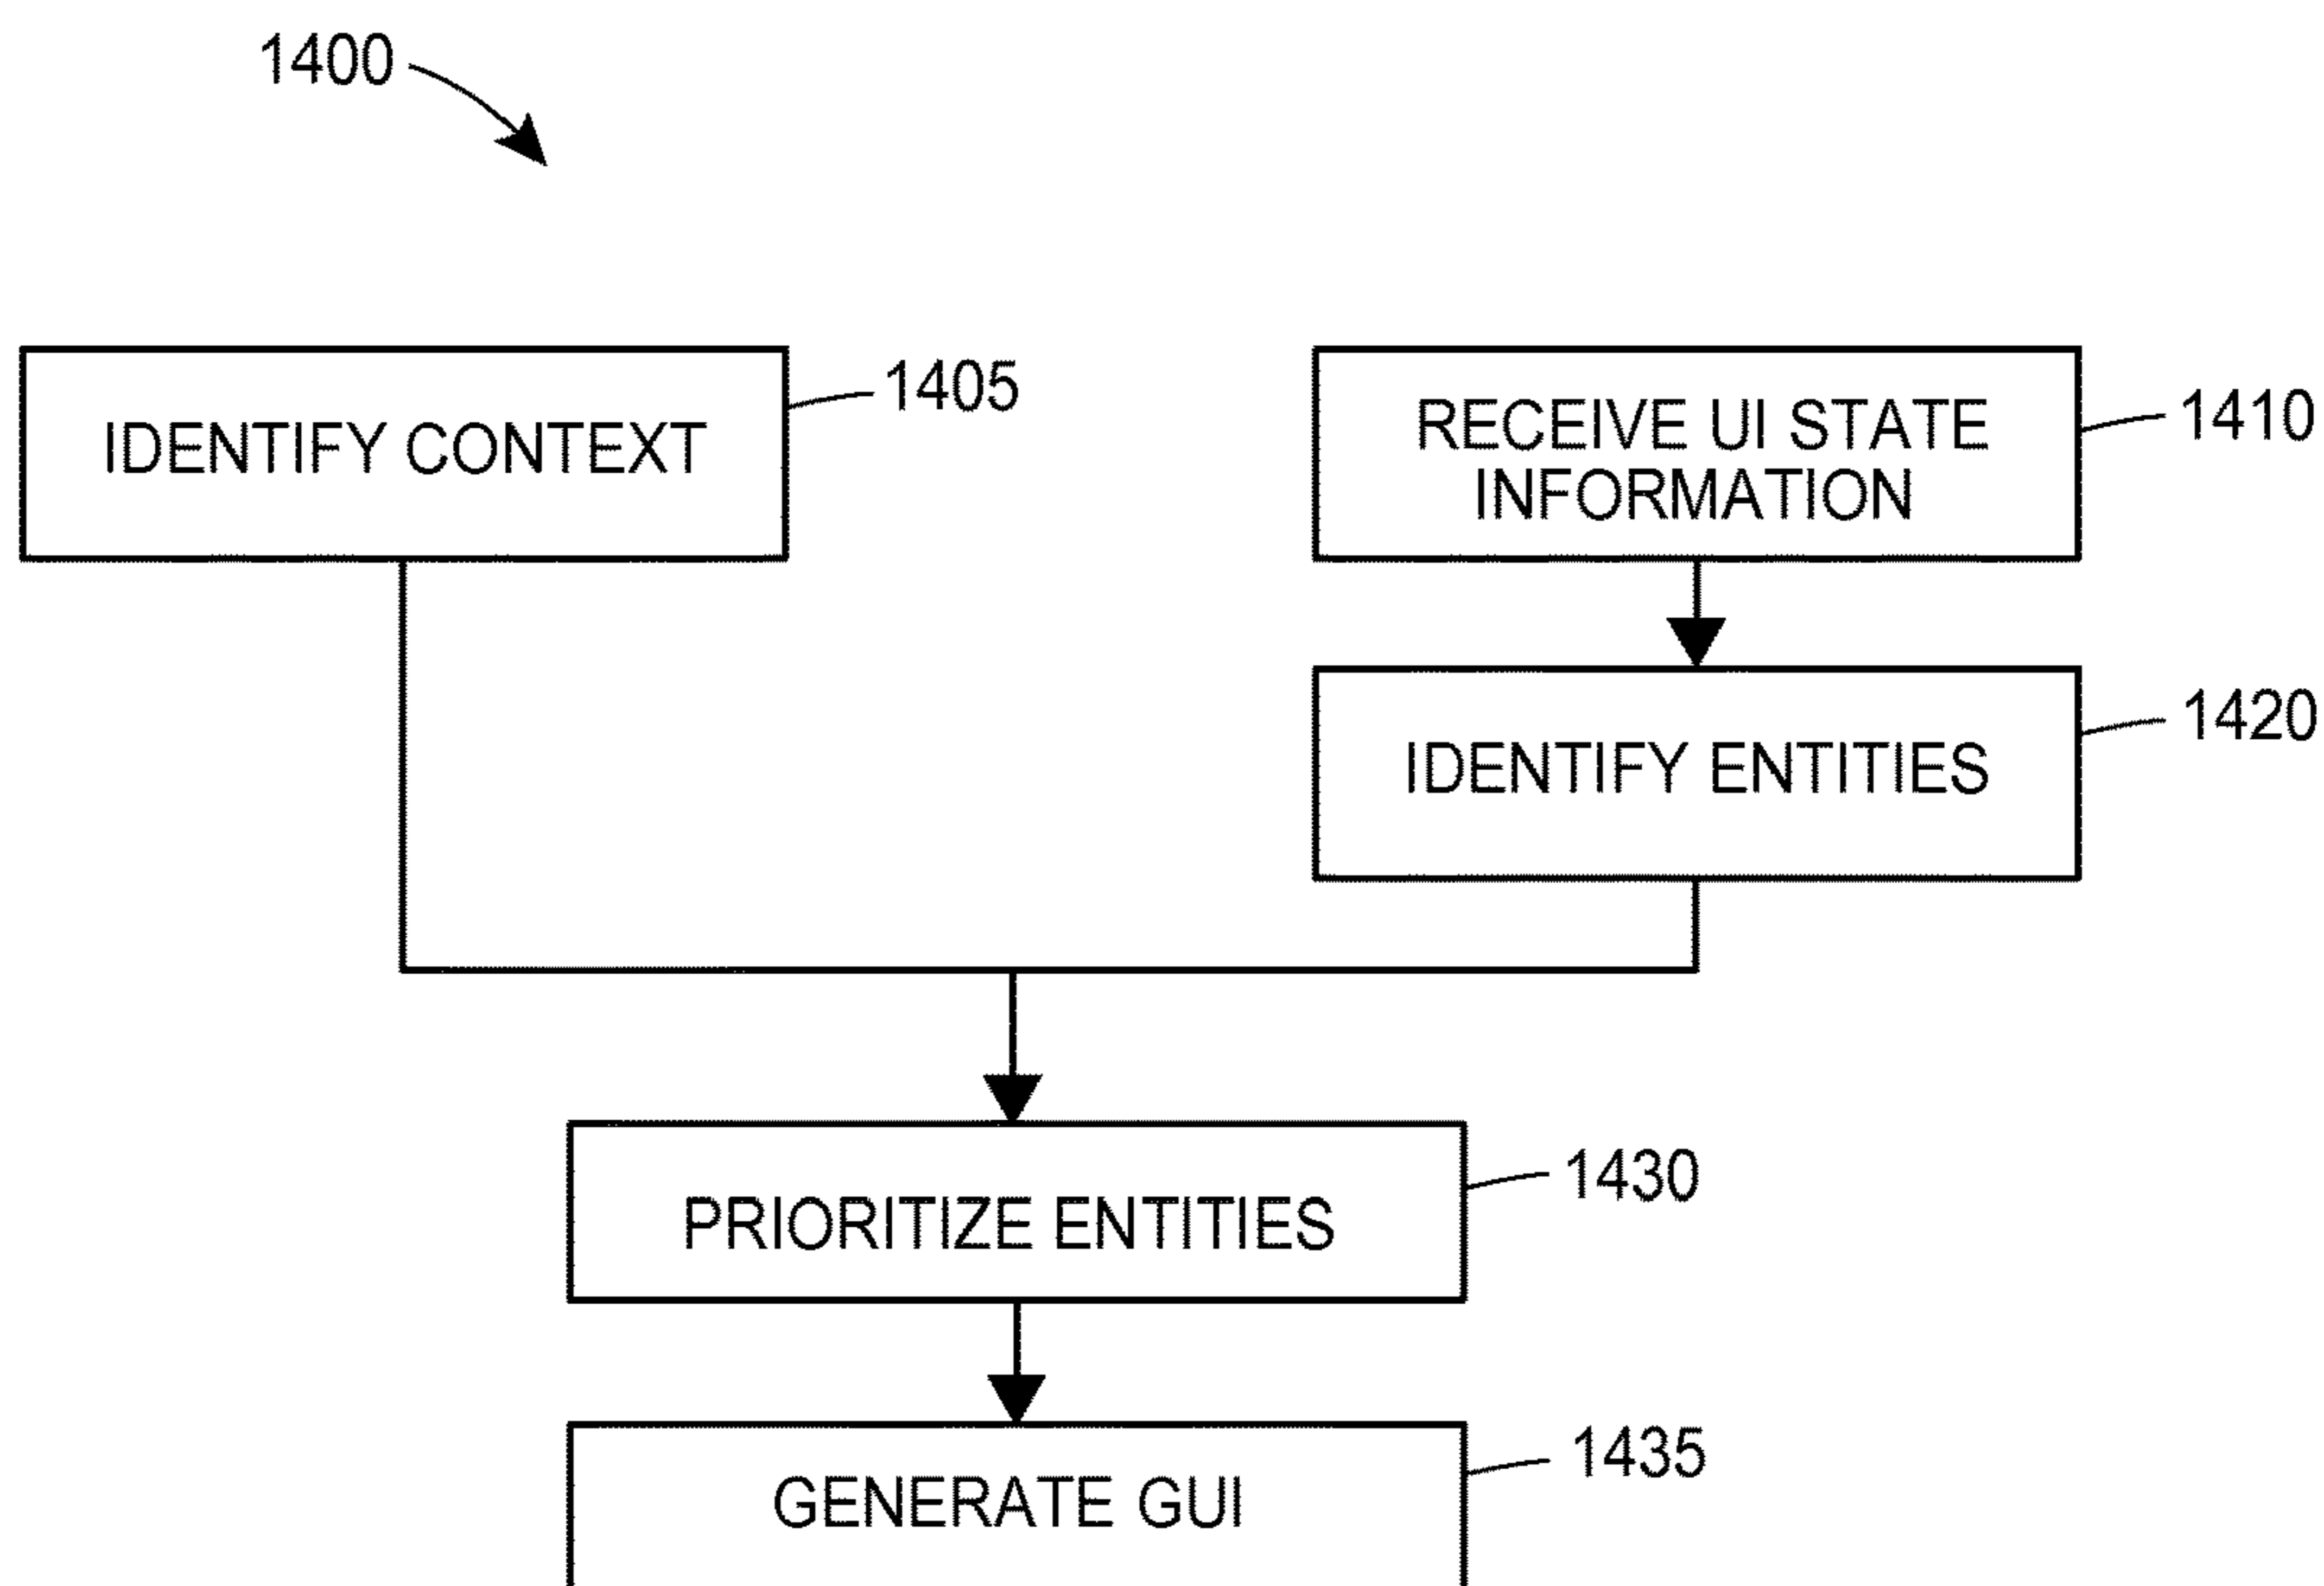 1400
IDENTIFY CONTEXT
1405
RECEIVE UI STATE
INFORMATION
1410
IDENTIFY ENTITIES
1420
PRIORITIZE ENTITIES
1430
GENERATE GUI
1435